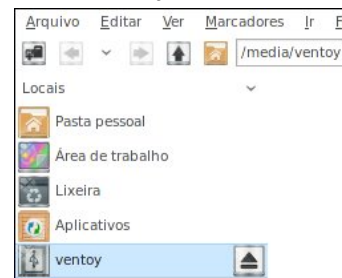 Arquivo Editar Ver Marcadores Ir F
/media/ventoy
Locais
Pasta pessoal
Área de trabalho
Lixeira
Aplicativos
ventoy